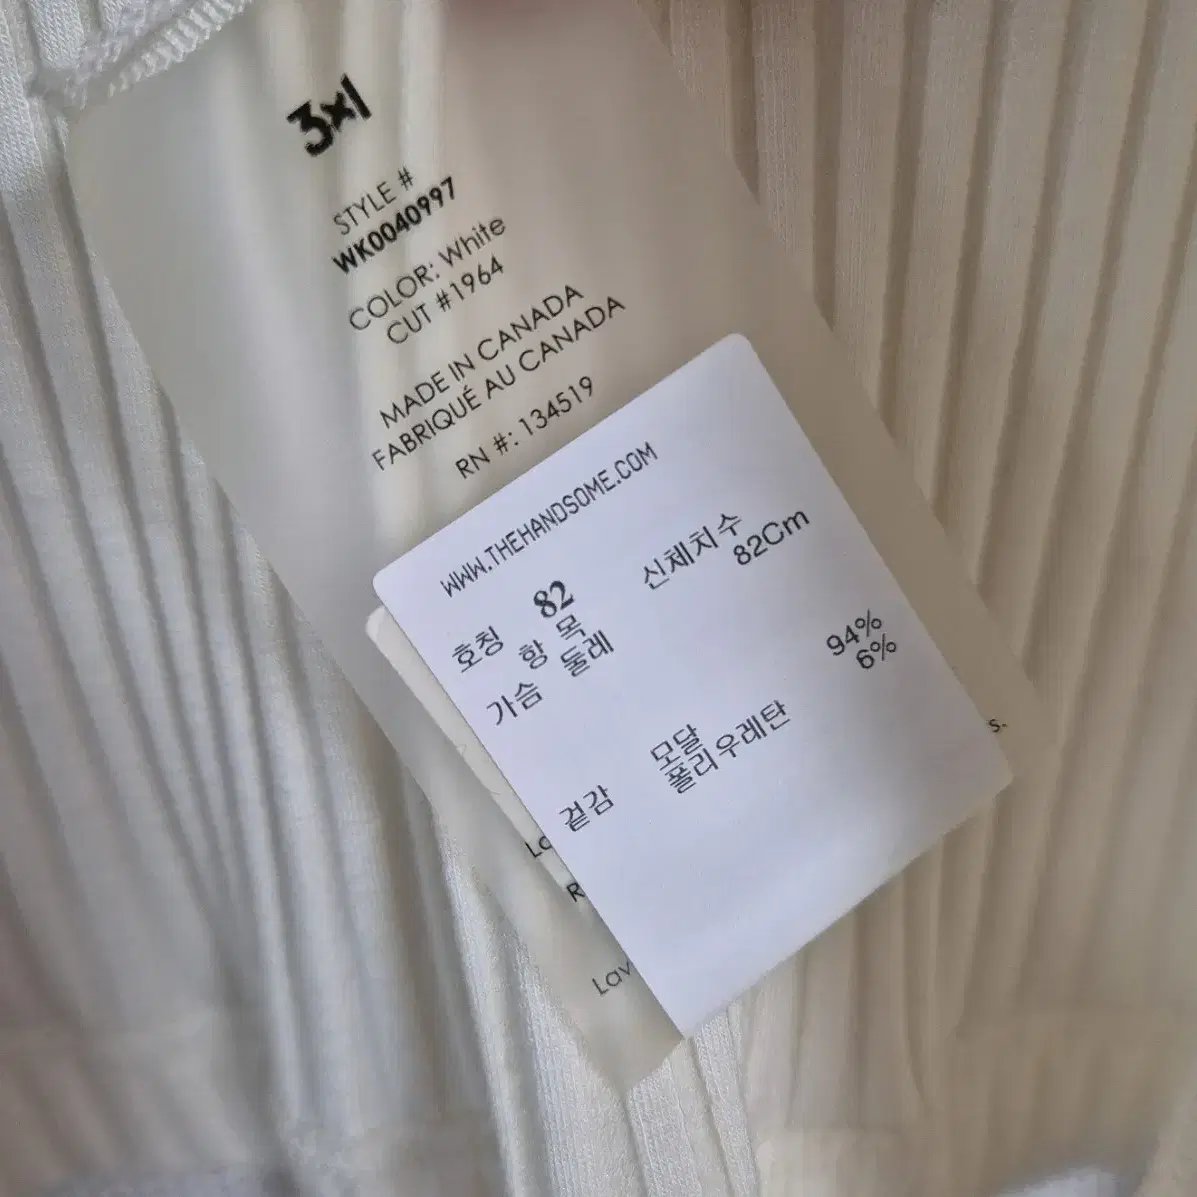 3x1
STYLE #
WK0040997
COLOR: White
CUT #1964
MADE IN CANADA
FABRIQUÉ AU CANADA
RN #: 134519
WWW.THEHANDSOME.COM
호칭 82
항 목 신체치수
가슴 둘레 82Cm
겉감 모달 94%
폴리우레탄 6%